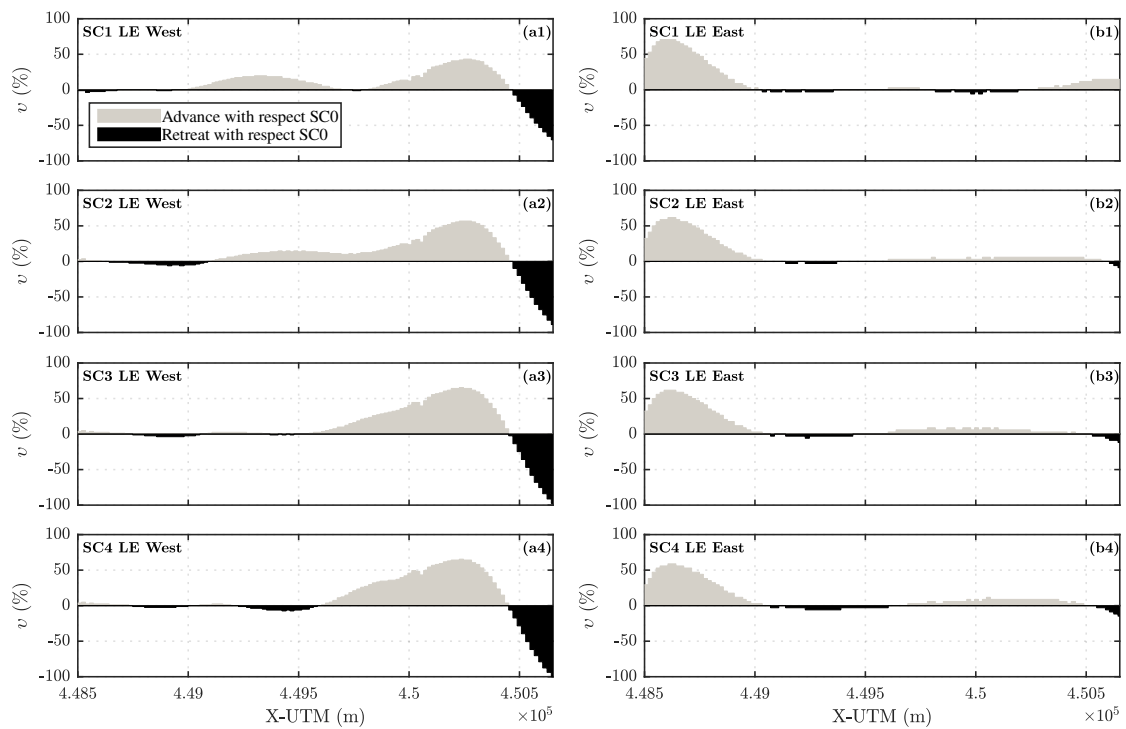 SC1 LE West (a1)
100
50
0
-50
-100
v (%)
Advance with respect SC0
Retreat with respect SC0
SC1 LE East (b1)
100
50
0
-50
-100
v (%)
SC2 LE West (a2)
100
50
0
-50
-100
v (%)
SC2 LE East (b2)
100
50
0
-50
-100
v (%)
SC3 LE West (a3)
100
50
0
-50
-100
v (%)
SC3 LE East (b3)
100
50
0
-50
-100
v (%)
SC4 LE West (a4)
100
50
0
-50
-100
v (%)
4.485 4.49 4.495 4.5 4.505
X-UTM (m)
×10⁵
SC4 LE East (b4)
100
50
0
-50
-100
v (%)
4.485 4.49 4.495 4.5 4.505
X-UTM (m)
×10⁵